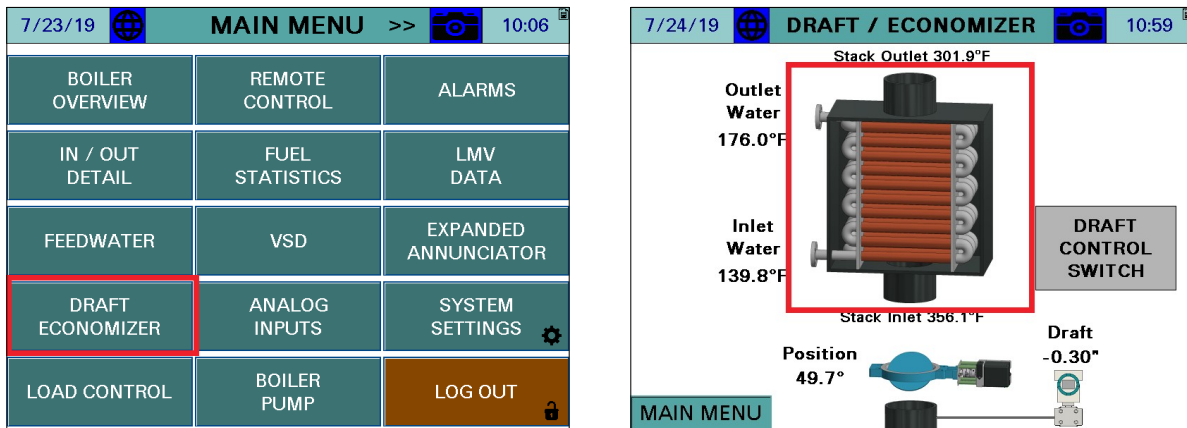 7/23/19 MAIN MENU >> 10:06
BOILER
OVERVIEW
REMOTE
CONTROL
ALARMS
IN / OUT
DETAIL
FUEL
STATISTICS
LMV
DATA
FEEDWATER
VSD
EXPANDED
ANNUNCIATOR
DRAFT
ECONOMIZER
ANALOG
INPUTS
SYSTEM
SETTINGS
LOAD CONTROL
BOILER
PUMP
LOG OUT
7/24/19 DRAFT / ECONOMIZER 10:59
Stack Outlet 301.9°F
Outlet
Water
176.0°F
Inlet
Water
139.8°F
DRAFT
CONTROL
SWITCH
Stack Inlet 356.1°F
Position
49.7°
Draft
-0.30"
MAIN MENU